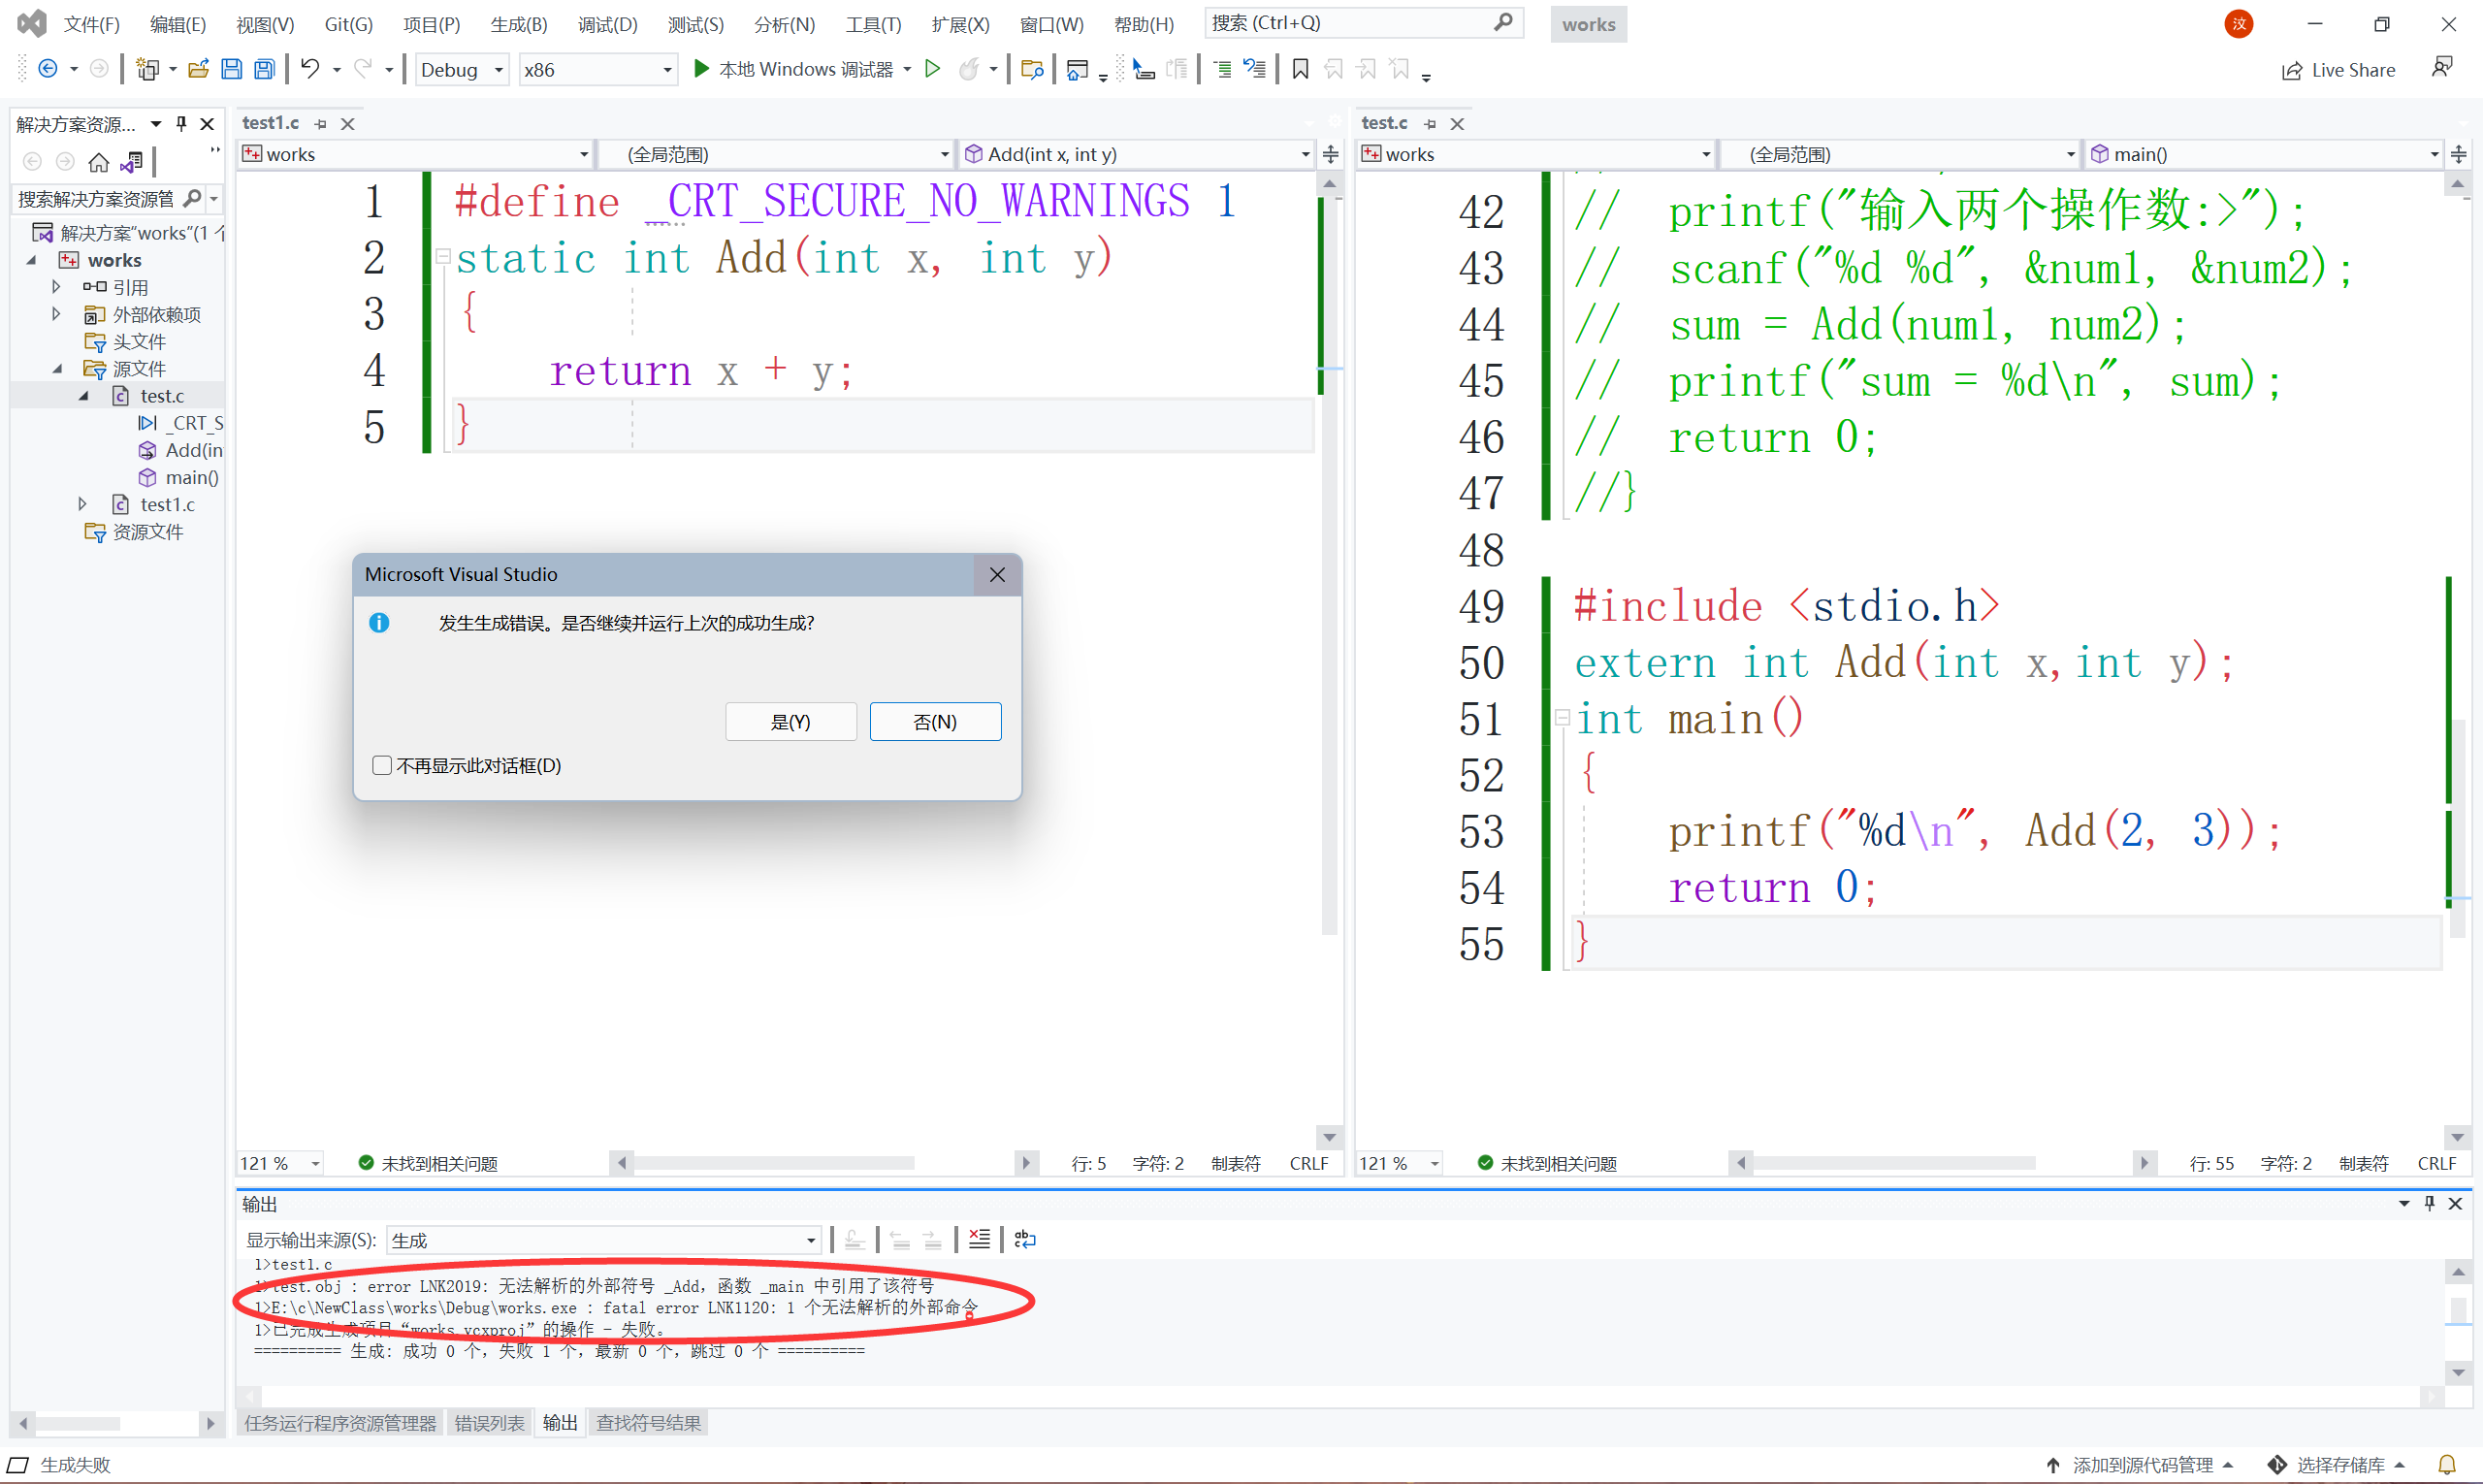 文件(F) 编辑(E) 视图(V) Git(G) 项目(P) 生成(B) 调试(D) 测试(S) 分析(N) 工具(T) 扩展(X) 窗口(W) 帮助(H) 搜索 (Ctrl+Q) works 汶
Debug x86 本地 Windows 调试器 Live Share
解决方案资源...
搜索解决方案资源管
解决方案"works"(1 个
works
引用
外部依赖项
头文件
源文件
test.c
_CRT_S
Add(in
main()
test1.c
资源文件
test1.c
works (全局范围) Add(int x, int y)
1 #define _CRT_SECURE_NO_WARNINGS 1
2 static int Add(int x, int y)
3 {
4 return x + y;
5 }
test.c
works (全局范围) main()
42 // printf("输入两个操作数:>");
43 // scanf("%d %d", &num1, &num2);
44 // sum = Add(num1, num2);
45 // printf("sum = %d\n", sum);
46 // return 0;
47 //}
48
49 #include <stdio.h>
50 extern int Add(int x,int y);
51 int main()
52 {
53 printf("%d\n", Add(2, 3));
54 return 0;
55 }
Microsoft Visual Studio
发生生成错误。是否继续并运行上次的成功生成?
是(Y) 否(N)
不再显示此对话框(D)
121 % 未找到相关问题 行: 5 字符: 2 制表符 CRLF
121 % 未找到相关问题 行: 55 字符: 2 制表符 CRLF
输出
显示输出来源(S): 生成
1>test1.c
1>test.obj : error LNK2019: 无法解析的外部符号 _Add，函数 _main 中引用了该符号
1>E:\c\NewClass\works\Debug\works.exe : fatal error LNK1120: 1 个无法解析的外部命令
1>已完成生成项目“works.vcxproj”的操作 - 失败。
========== 生成: 成功 0 个，失败 1 个，最新 0 个，跳过 0 个 ==========
任务运行程序资源管理器 错误列表 输出 查找符号结果
生成失败 添加到源代码管理 选择存储库